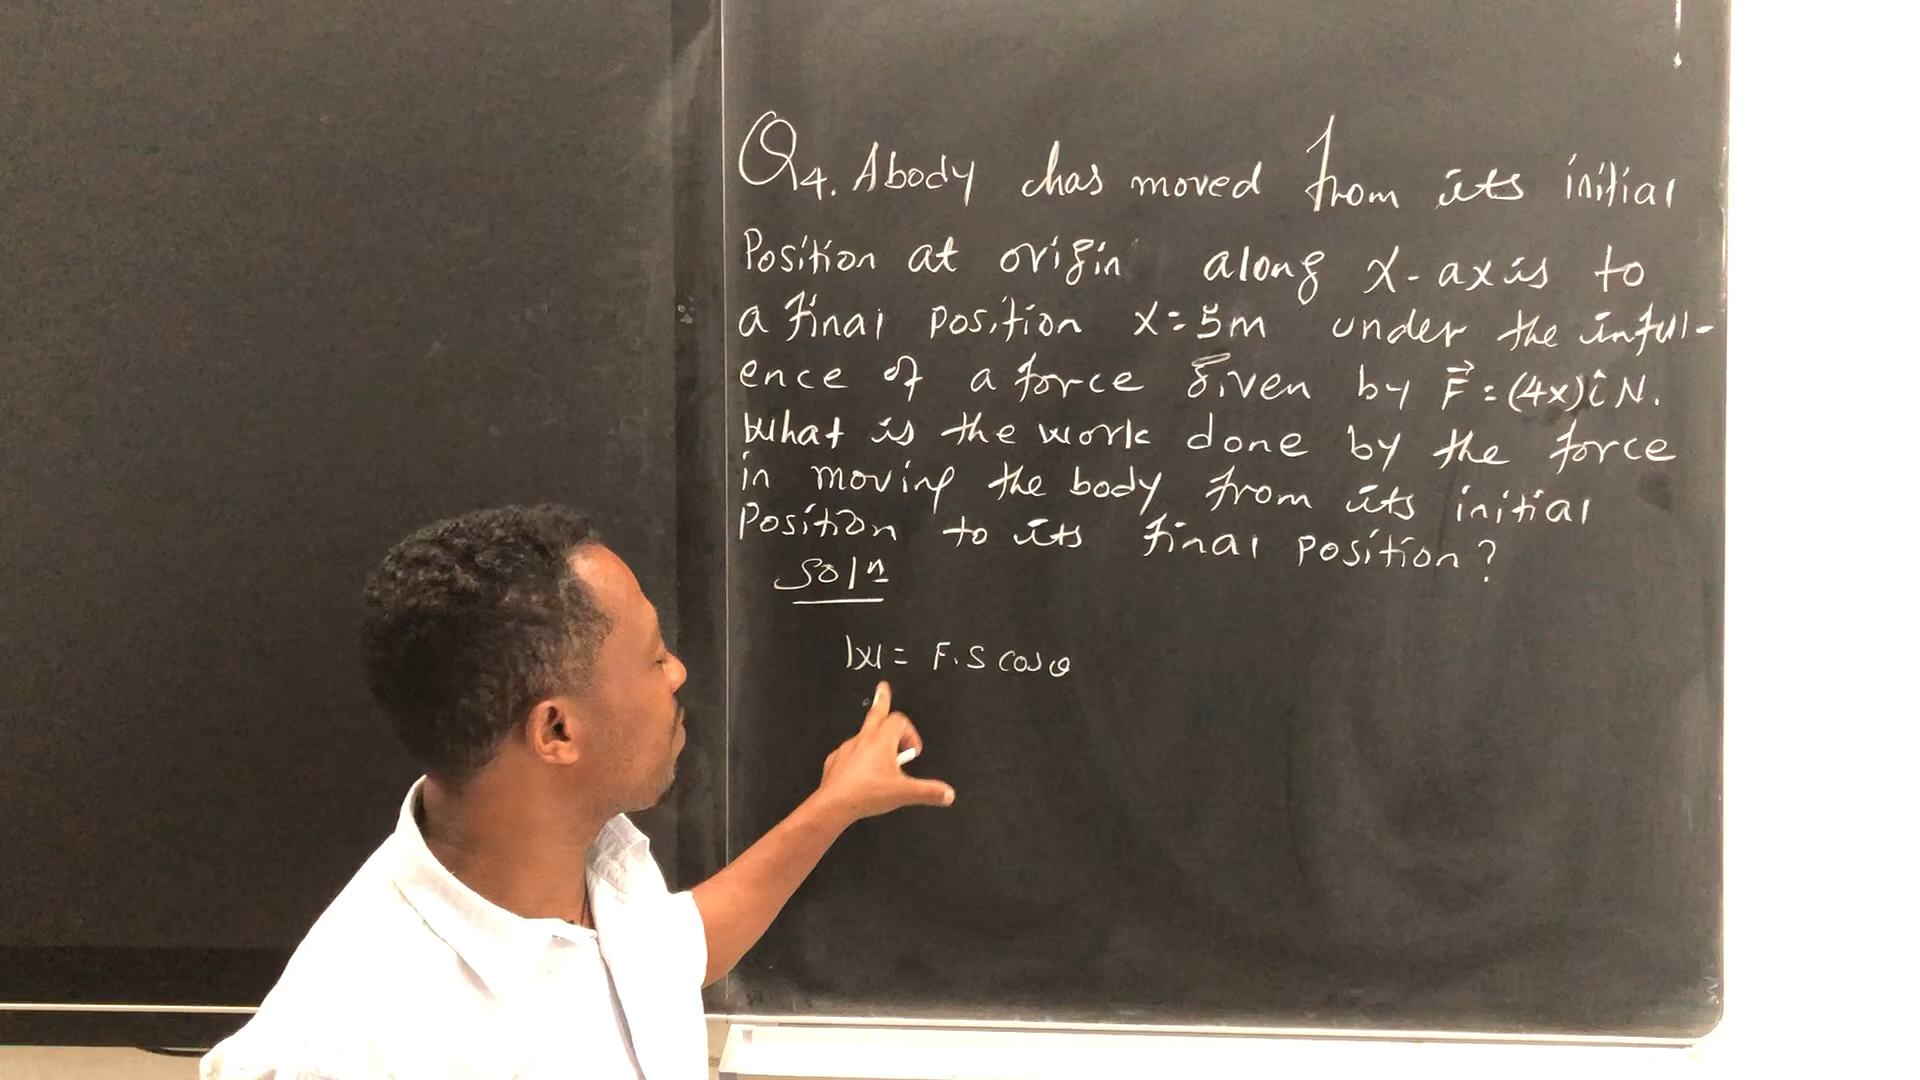 Q4. A body has moved from its initial
Position at origin along X-axis to
a final position X=5m under the inful-
ence of a force given by F⃗=(4x)î N.
What is the work done by the force
in moving the body from its initial
Position to its final position?
Solⁿ
W = F.S cosθ